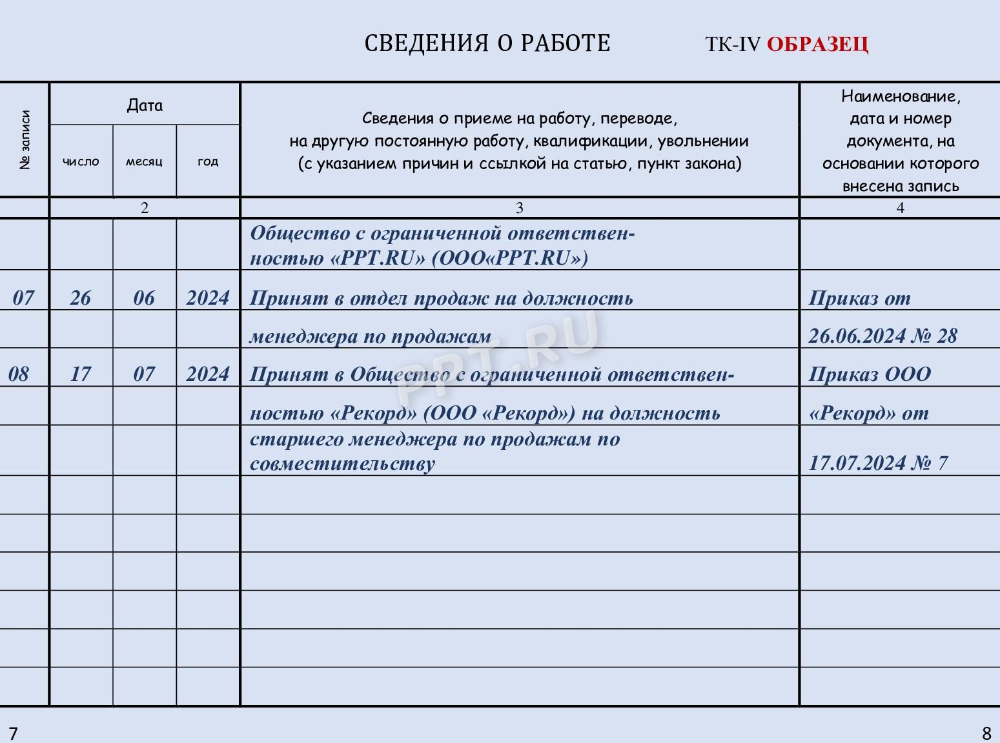 СВЕДЕНИЯ О РАБОТЕ
ТК-IV ОБРАЗЕЦ
№ записи
Дата
Сведения о приеме на работу, переводе,
на другую постоянную работу, квалификации, увольнении
(с указанием причин и ссылкой на статью, пункт закона)
Наименование,
дата и номер
документа, на
основании которого
внесена запись
число месяц год
2 3 4
Общество с ограниченной ответствен-
ностью «PPT.RU» (ООО«PPT.RU»)
07 26 06 2024 Принят в отдел продаж на должность Приказ от
менеджера по продажам 26.06.2024 № 28
08 17 07 2024 Принят в Общество с ограниченной ответствен- Приказ ООО
ностью «Рекорд» (ООО «Рекорд») на должность «Рекорд» от
старшего менеджера по продажам по
совместительству 17.07.2024 № 7
PPT.RU
7 8